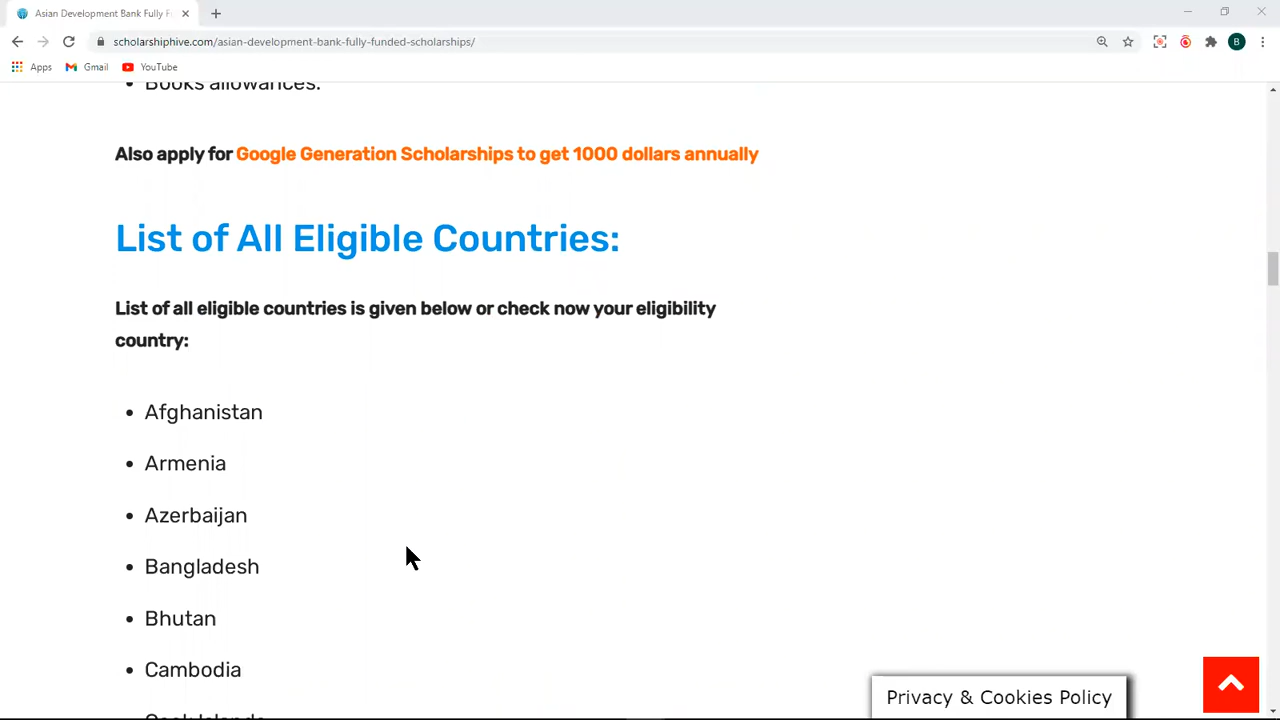 Asian Development Bank Fully F
scholarshiphive.com/asian-development-bank-fully-funded-scholarships/
B
Apps Gmail YouTube
Books allowances.
Also apply for Google Generation Scholarships to get 1000 dollars annually
List of All Eligible Countries:
List of all eligible countries is given below or check now your eligibility
country:
Afghanistan
Armenia
Azerbaijan
Bangladesh
Bhutan
Cambodia
Cook Islands
Privacy & Cookies Policy